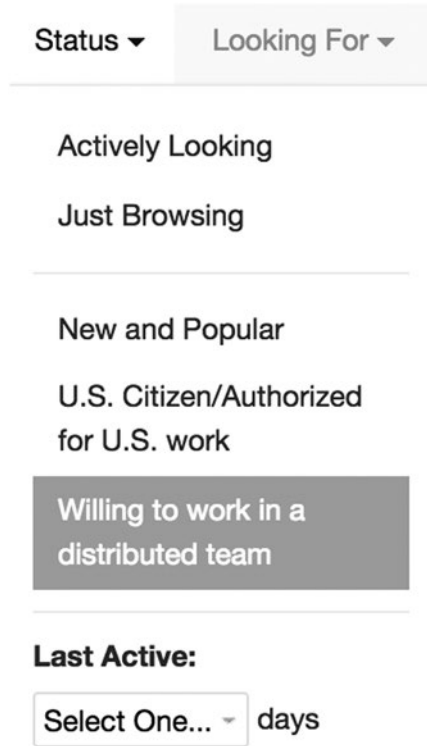 Status Looking For
Actively Looking
Just Browsing
New and Popular
U.S. Citizen/Authorized
for U.S. work
Willing to work in a
distributed team
Last Active:
Select One... days